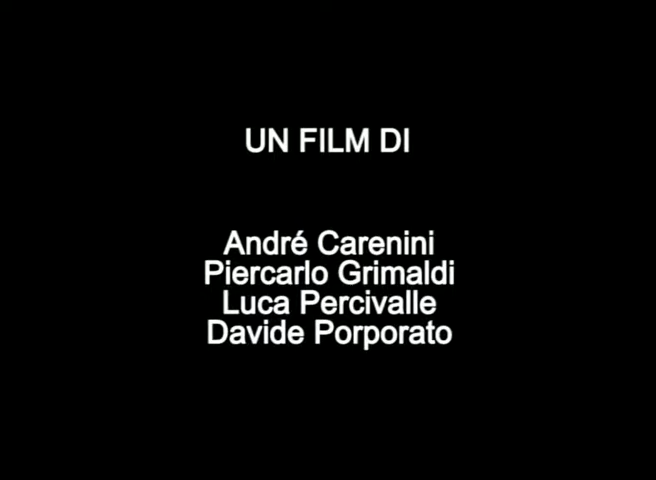 UN FILM DI
André Carenini
Piercarlo Grimaldi
Luca Percivalle
Davide Porporato